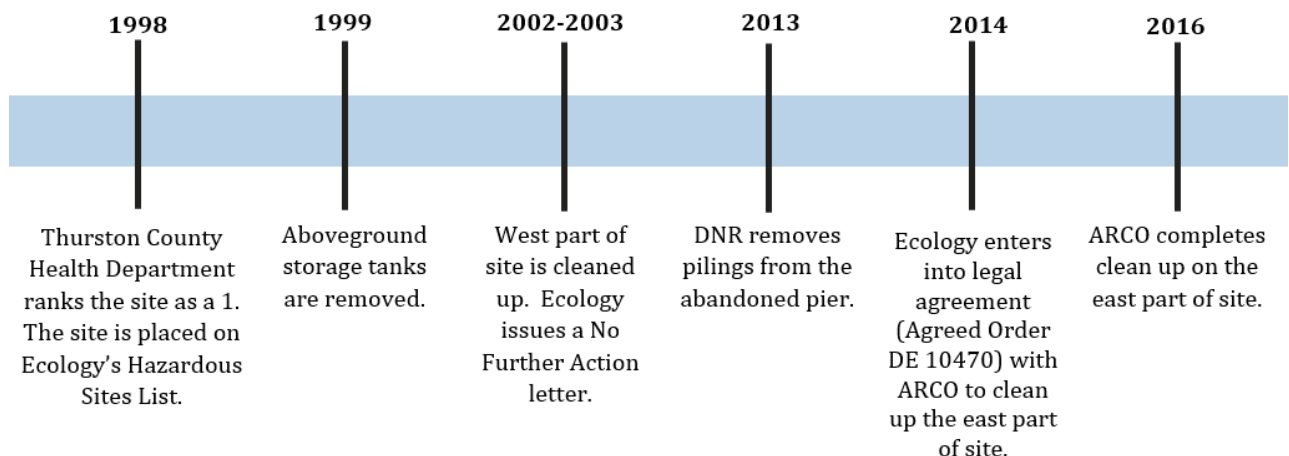 1998
Thurston County
Health Department
ranks the site as a 1.
The site is placed on
Ecology’s Hazardous
Sites List.
1999
Aboveground
storage tanks
are removed.
2002-2003
West part of
site is cleaned
up.  Ecology
issues a No
Further Action
letter.
2013
DNR removes
pilings from the
abandoned pier.
2014
Ecology enters
into legal
agreement
(Agreed Order
DE 10470) with
ARCO to clean
up the east part
of site.
2016
ARCO completes
clean up on the
east part of site.